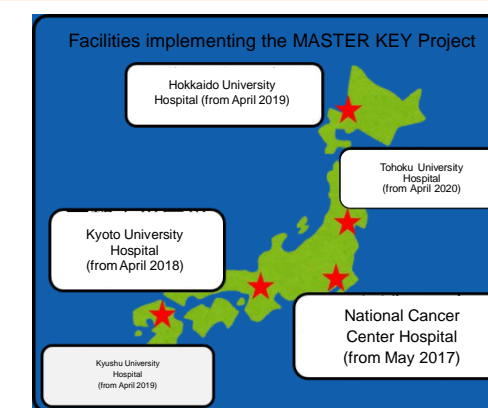 Facilities implementing the MASTER KEY Project
Hokkaido University
Hospital (from April 2019)
Tohoku University
Hospital
(from April 2020)
Kyoto University
Hospital
(from April 2018)
National Cancer
Center Hospital
(from May 2017)
Kyushu University
Hospital
(from April 2019)